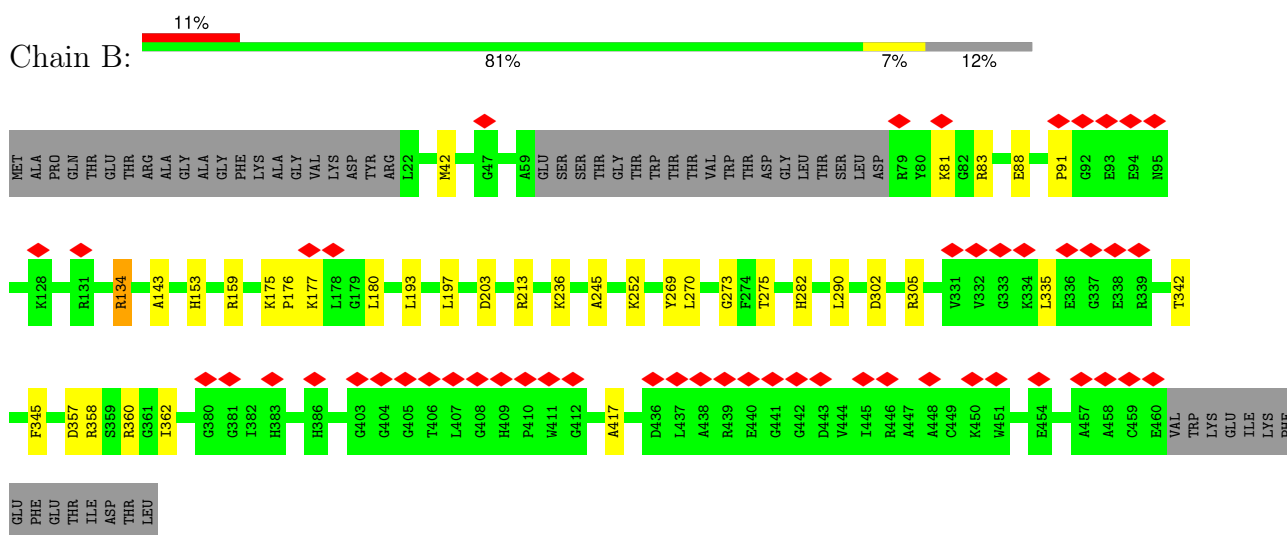 11%
Chain B:
81% 7% 12%
MET ALA PRO GLN THR GLU THR ARG ALA GLY ALA GLY PHE LYS ALA GLY VAL LYS ASP TYR ARG L22 M42 G47 A59 GLU SER SER THR GLY THR TRP THR THR VAL TRP THR ASP GLY LEU THR SER LEU ASP R79 Y80 K81 G82 R83 E88 P91 G92 E93 E94 N95
K128 R131 R134 A143 H153 R159 K175 P176 K177 L178 G179 L180 L193 L197 D203 R213 K236 A245 K252 Y269 L270 G273 F274 T275 H282 L290 D302 R305 V331 V332 G333 K334 L335 E336 G337 E338 R339 T342
F345 D357 R358 S359 R360 G361 I362 G380 G381 I382 H383 H386 G403 G404 G405 T406 L407 G408 H409 P410 W411 G412 A417 D436 L437 A438 R439 E440 G441 G442 D443 V444 I445 R446 A447 A448 C449 K450 W451 E454 A457 A458 C459 E460 VAL TRP LYS GLU ILE LYS PHE
GLU PHE GLU THR ILE ASP THR LEU